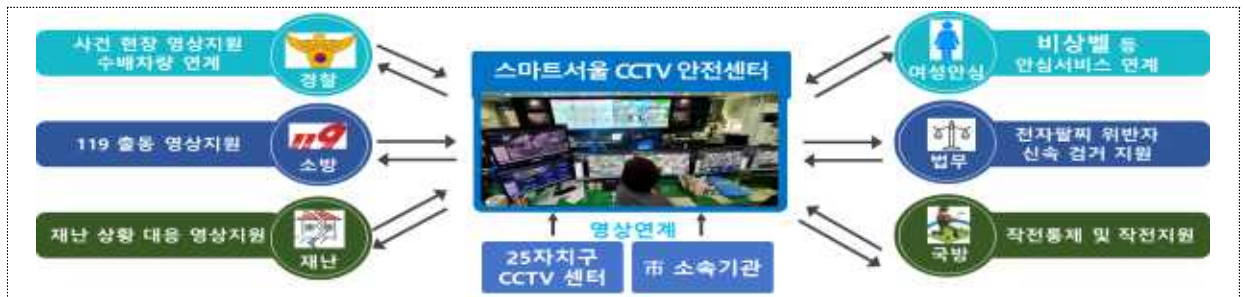 사건 현장 영상지원
수배차량 연계
경찰
119 출동 영상지원
119
소방
재난 상황 대응 영상지원
재난
스마트서울 CCTV 안전센터
영상연계
25자치구
CCTV 센터
市 소속기관
여성안심
비상벨 등
안심서비스 연계
법무
전자팔찌 위반자
신속 검거 지원
국방
작전통제 및 작전지원